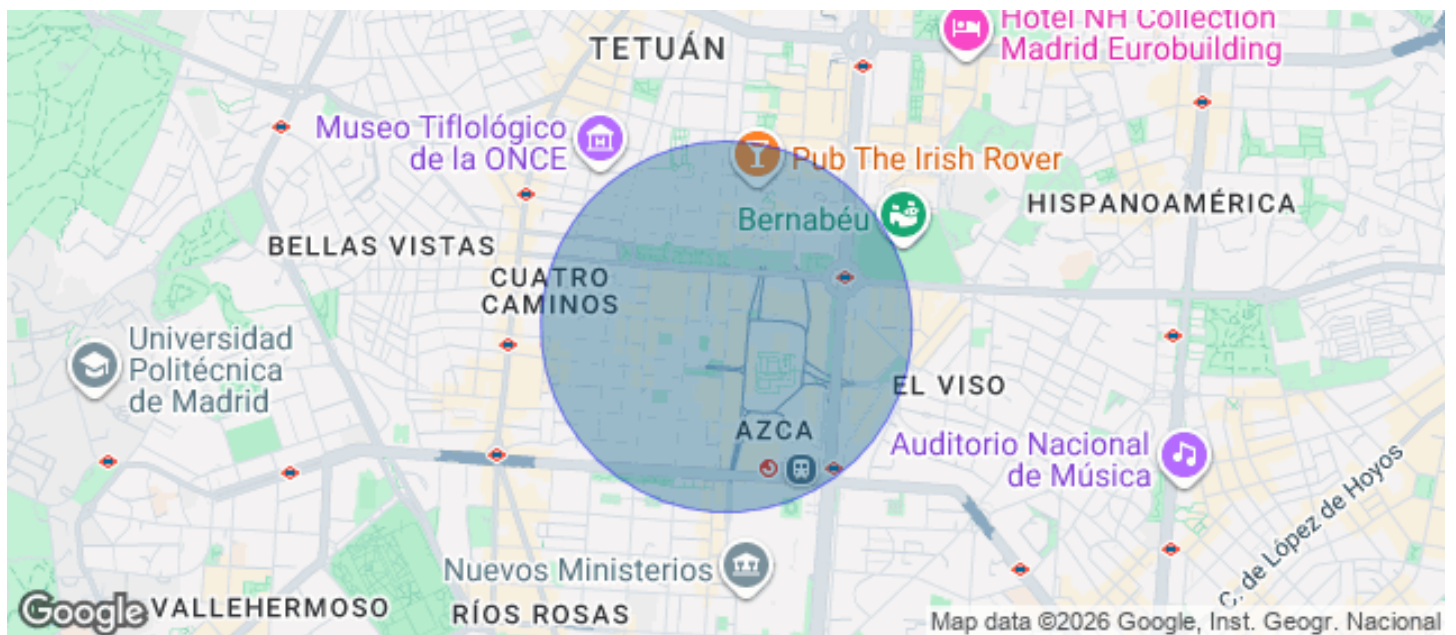 Hotel NH Collection
Madrid Eurobuilding
TETUÁN
Museo Tiflológico
de la ONCE
Pub The Irish Rover
HISPANOAMÉRICA
Bernabéu
BELLAS VISTAS
CUATRO
CAMINOS
Universidad
Politécnica
de Madrid
EL VISO
AZCA
Auditorio Nacional
de Música
C. de López de Hoyos
Nuevos Ministerios
Google
VALLEHERMOSO
RÍOS ROSAS
Map data ©2026 Google, Inst. Geogr. Nacional